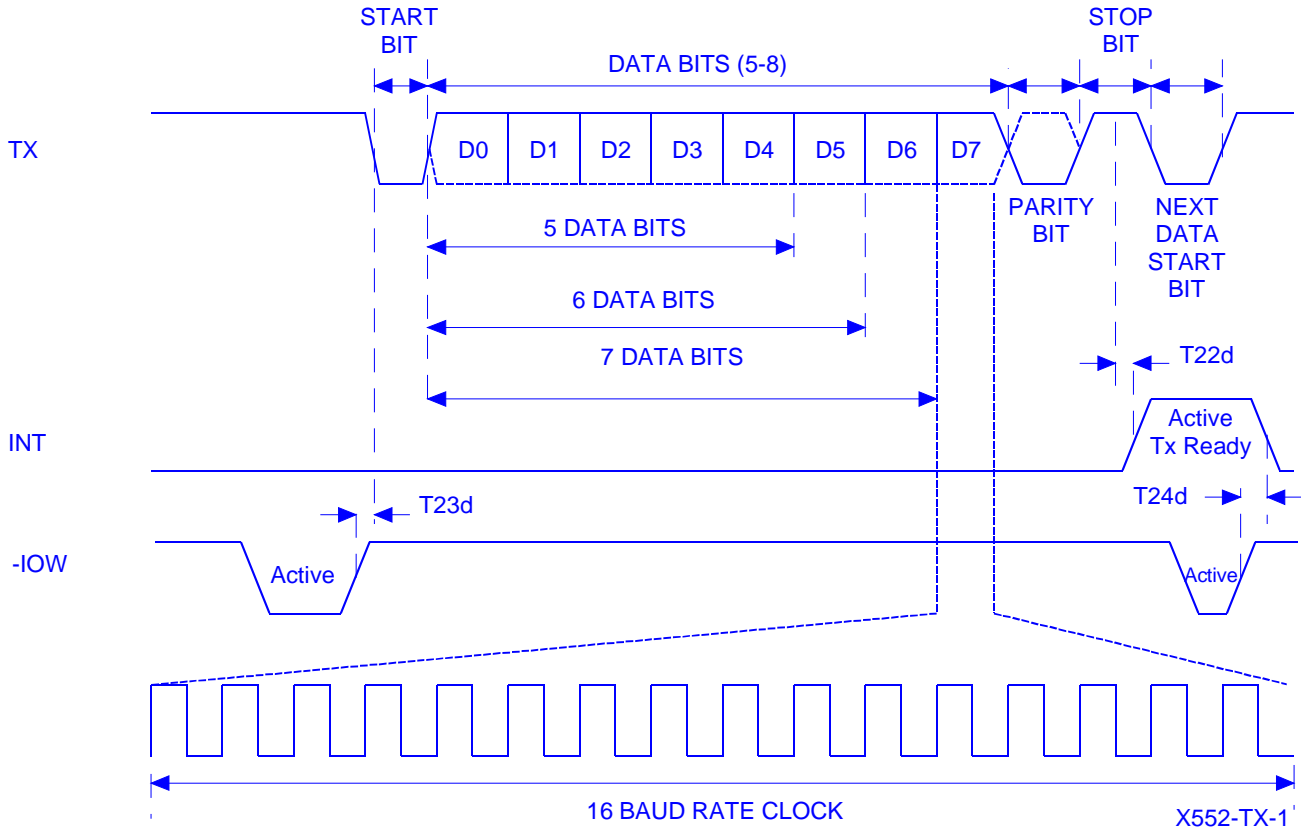 START
BIT
DATA BITS (5-8)
STOP
BIT
TX
D0 D1 D2 D3 D4 D5 D6 D7
PARITY
BIT
NEXT
DATA
START
BIT
5 DATA BITS
6 DATA BITS
7 DATA BITS
T22d
INT
Active
Tx Ready
T23d
T24d
-IOW
Active
Active
16 BAUD RATE CLOCK
X552-TX-1